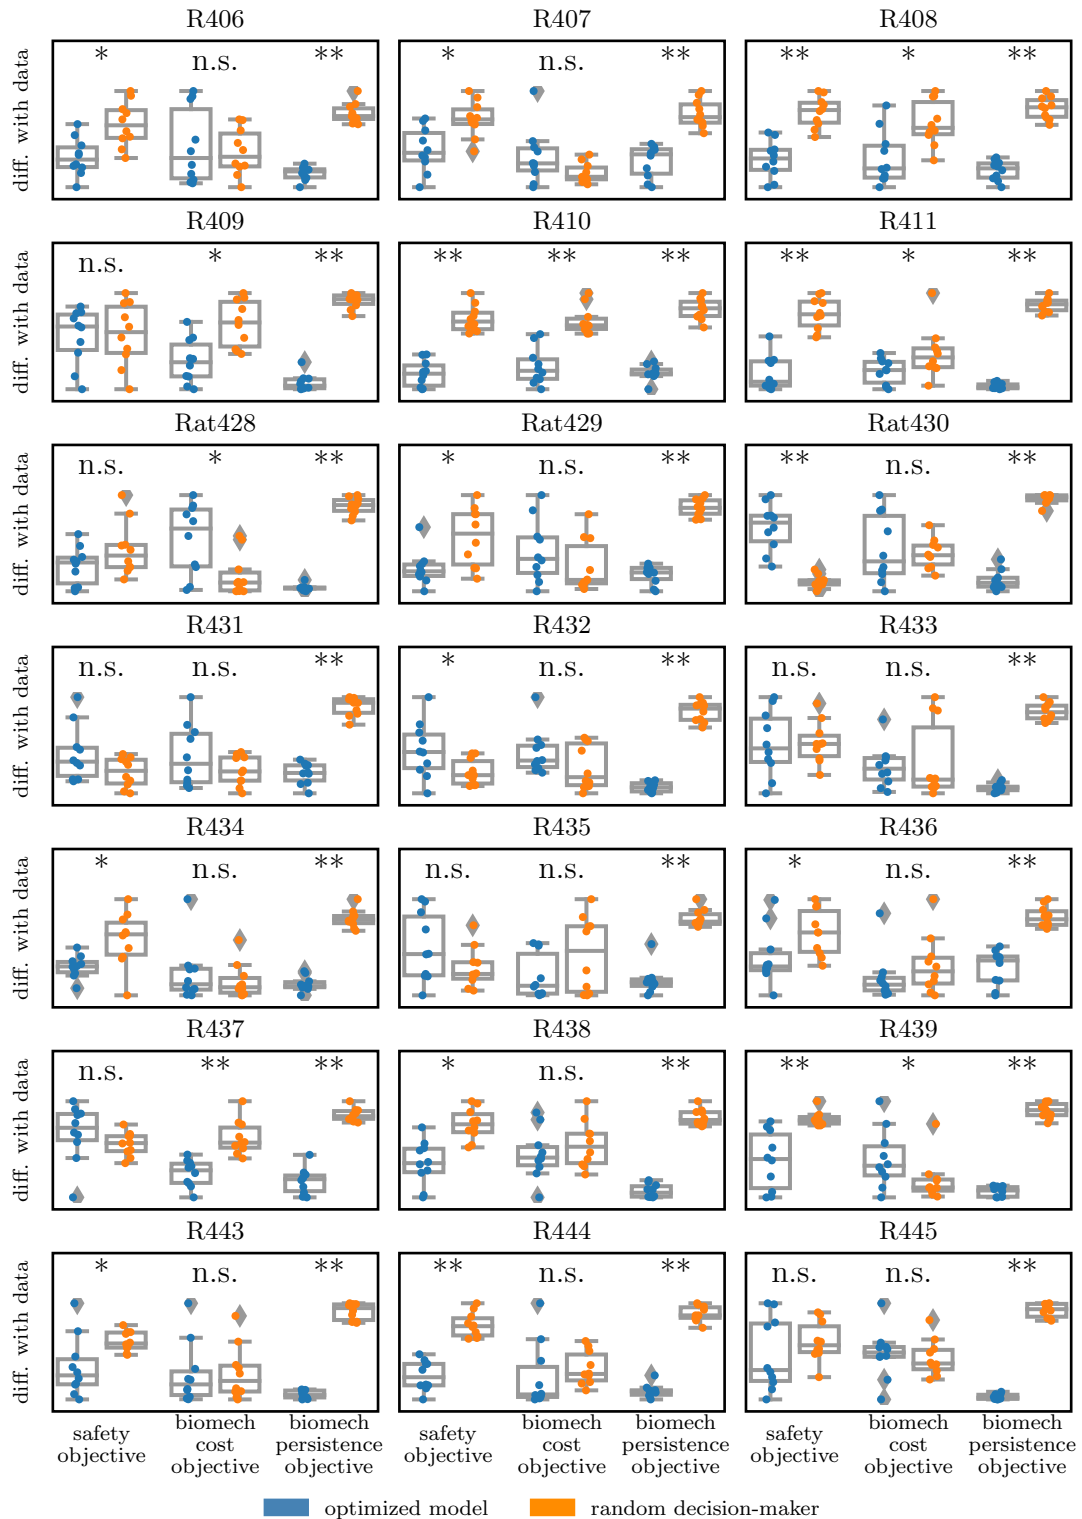 R406 R407 R408
diff. with data * n.s. ** * n.s. ** ** * **
R409 R410 R411
diff. with data n.s. * ** ** ** ** ** * **
Rat428 Rat429 Rat430
diff. with data n.s. * ** * n.s. ** ** n.s. **
R431 R432 R433
diff. with data n.s. n.s. ** * n.s. ** n.s. n.s. **
R434 R435 R436
diff. with data * n.s. ** n.s. n.s. ** * n.s. **
R437 R438 R439
diff. with data n.s. ** ** * n.s. ** ** * **
R443 R444 R445
diff. with data * n.s. ** ** n.s. ** n.s. n.s. **
safety objective biomech cost objective biomech persistence objective safety objective biomech cost objective biomech persistence objective safety objective biomech cost objective biomech persistence objective
optimized model random decision-maker